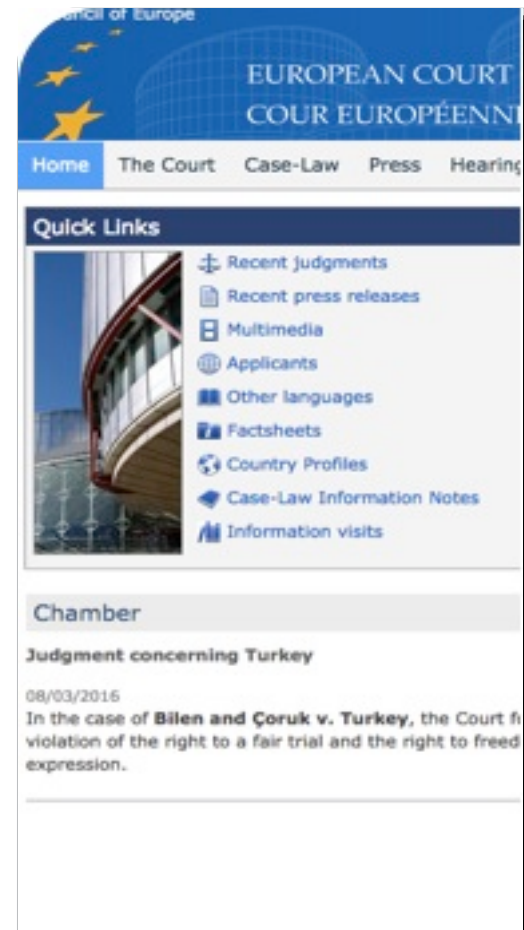 Council of Europe
EUROPEAN COURT
COUR EUROPÉENN
Home The Court Case-Law Press Hearing
Quick Links
Recent judgments
Recent press releases
Multimedia
Applicants
Other languages
Factsheets
Country Profiles
Case-Law Information Notes
Information visits
Chamber
Judgment concerning Turkey
08/03/2016
In the case of Bilen and Çoruk v. Turkey, the Court f
violation of the right to a fair trial and the right to freed
expression.